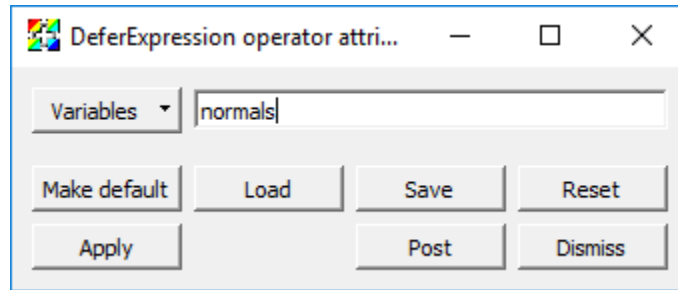 DeferExpression operator attri...
Variables normals
Make default Load Save Reset
Apply Post Dismiss